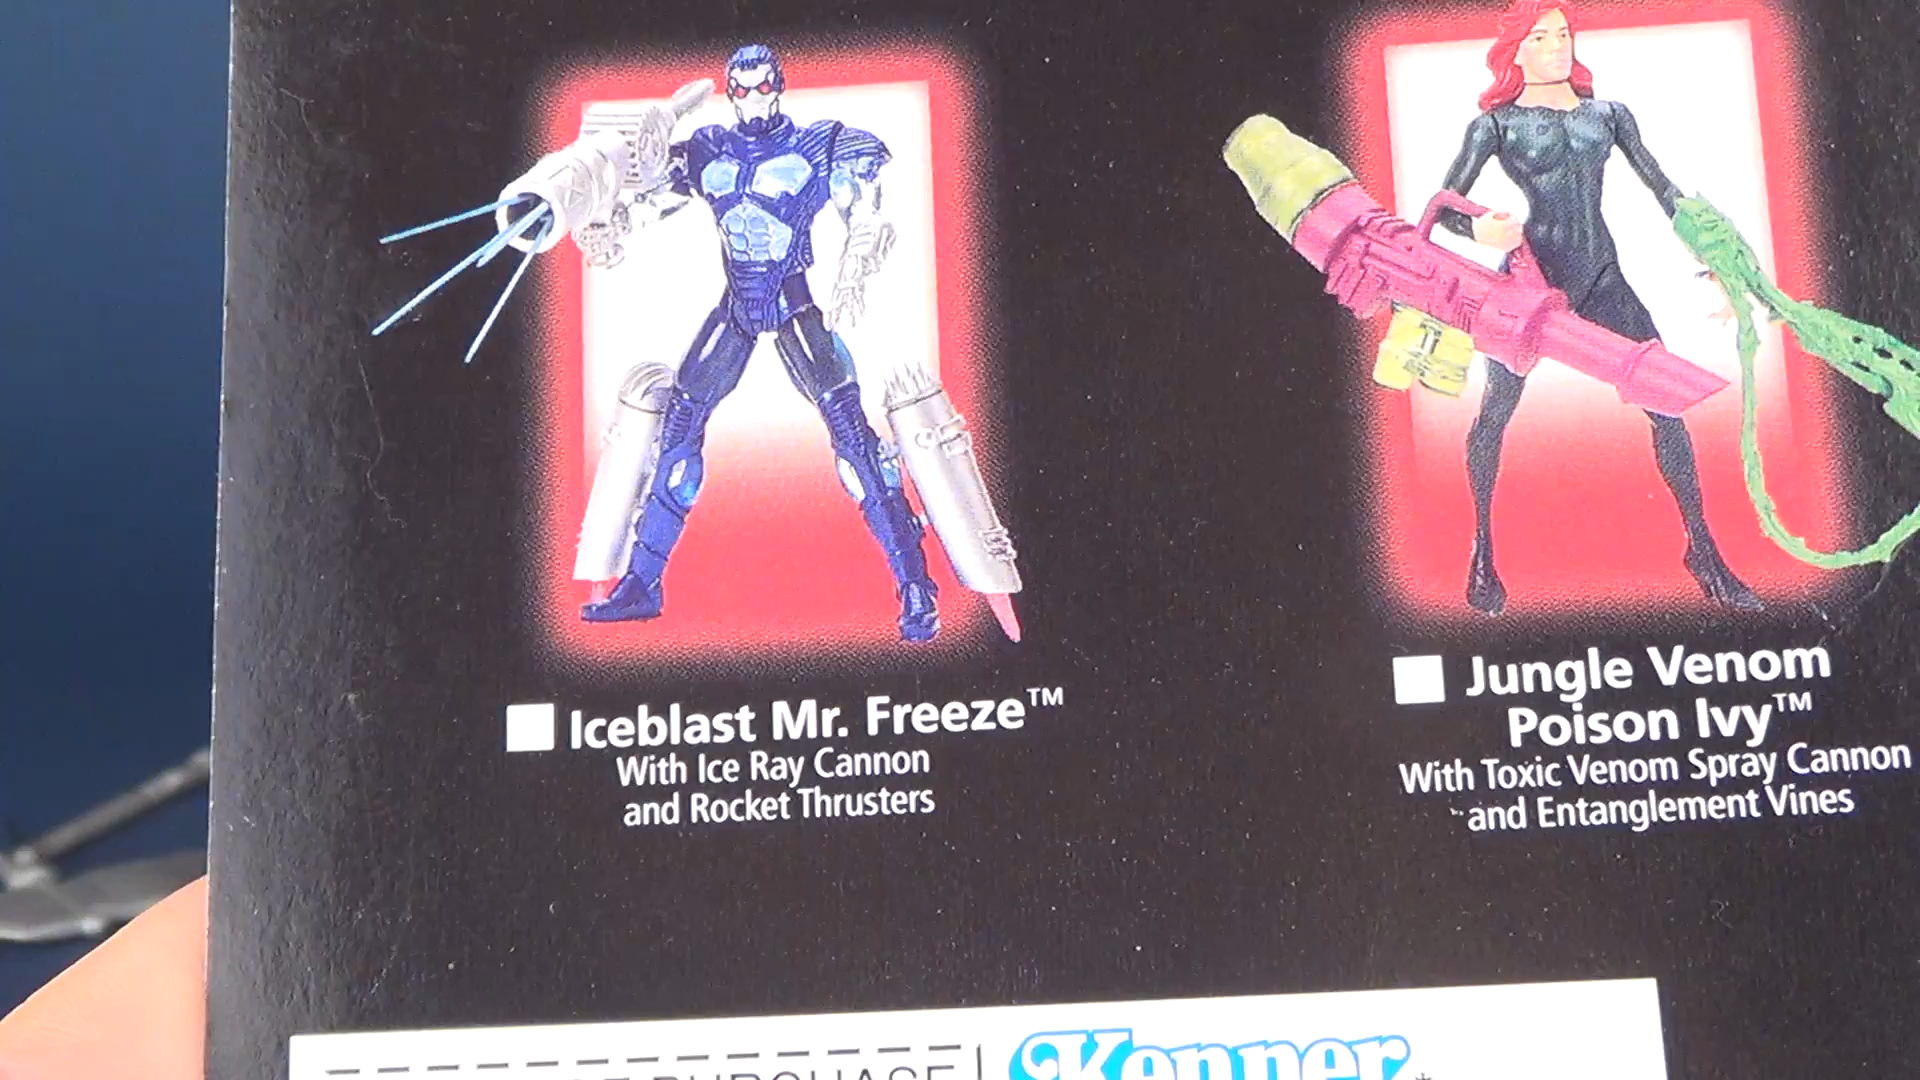 Iceblast Mr. Freeze™
With Ice Ray Cannon
and Rocket Thrusters
Jungle Venom
Poison Ivy™
With Toxic Venom Spray Cannon
and Entanglement Vines
PURCHASE
Kenner